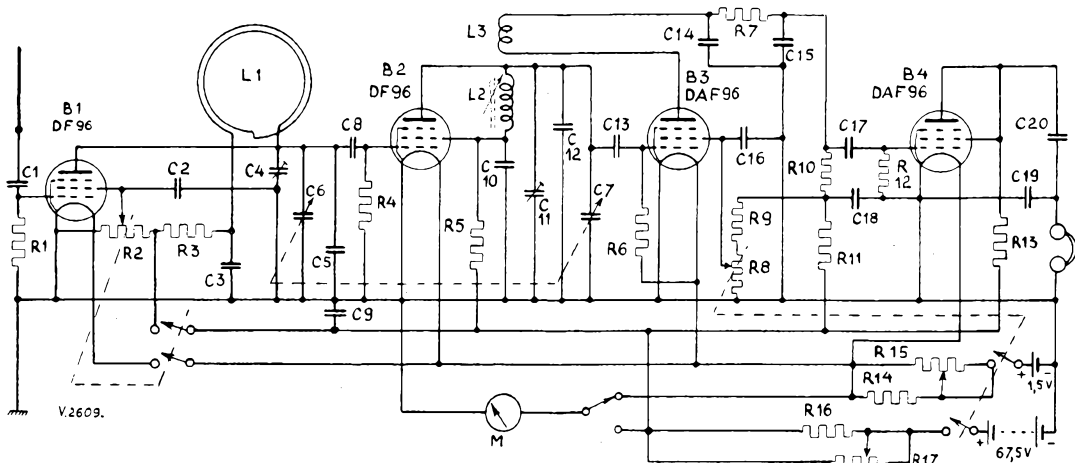 L3
R7
C14
C15
L1
B2
DF96
B3
DAF96
B4
DAF96
B1
DF96
L2
C1
C2
C4
C6
C8
C10
C11
C12
C13
C7
C16
C17
C20
R10
R12
C18
C19
R1
R2
R3
C3
C5
R4
R5
R6
R9
R8
R11
R13
C9
R15
R14
+ 1,5V -
M
R16
R17
+ 67,5V -
V.2609.